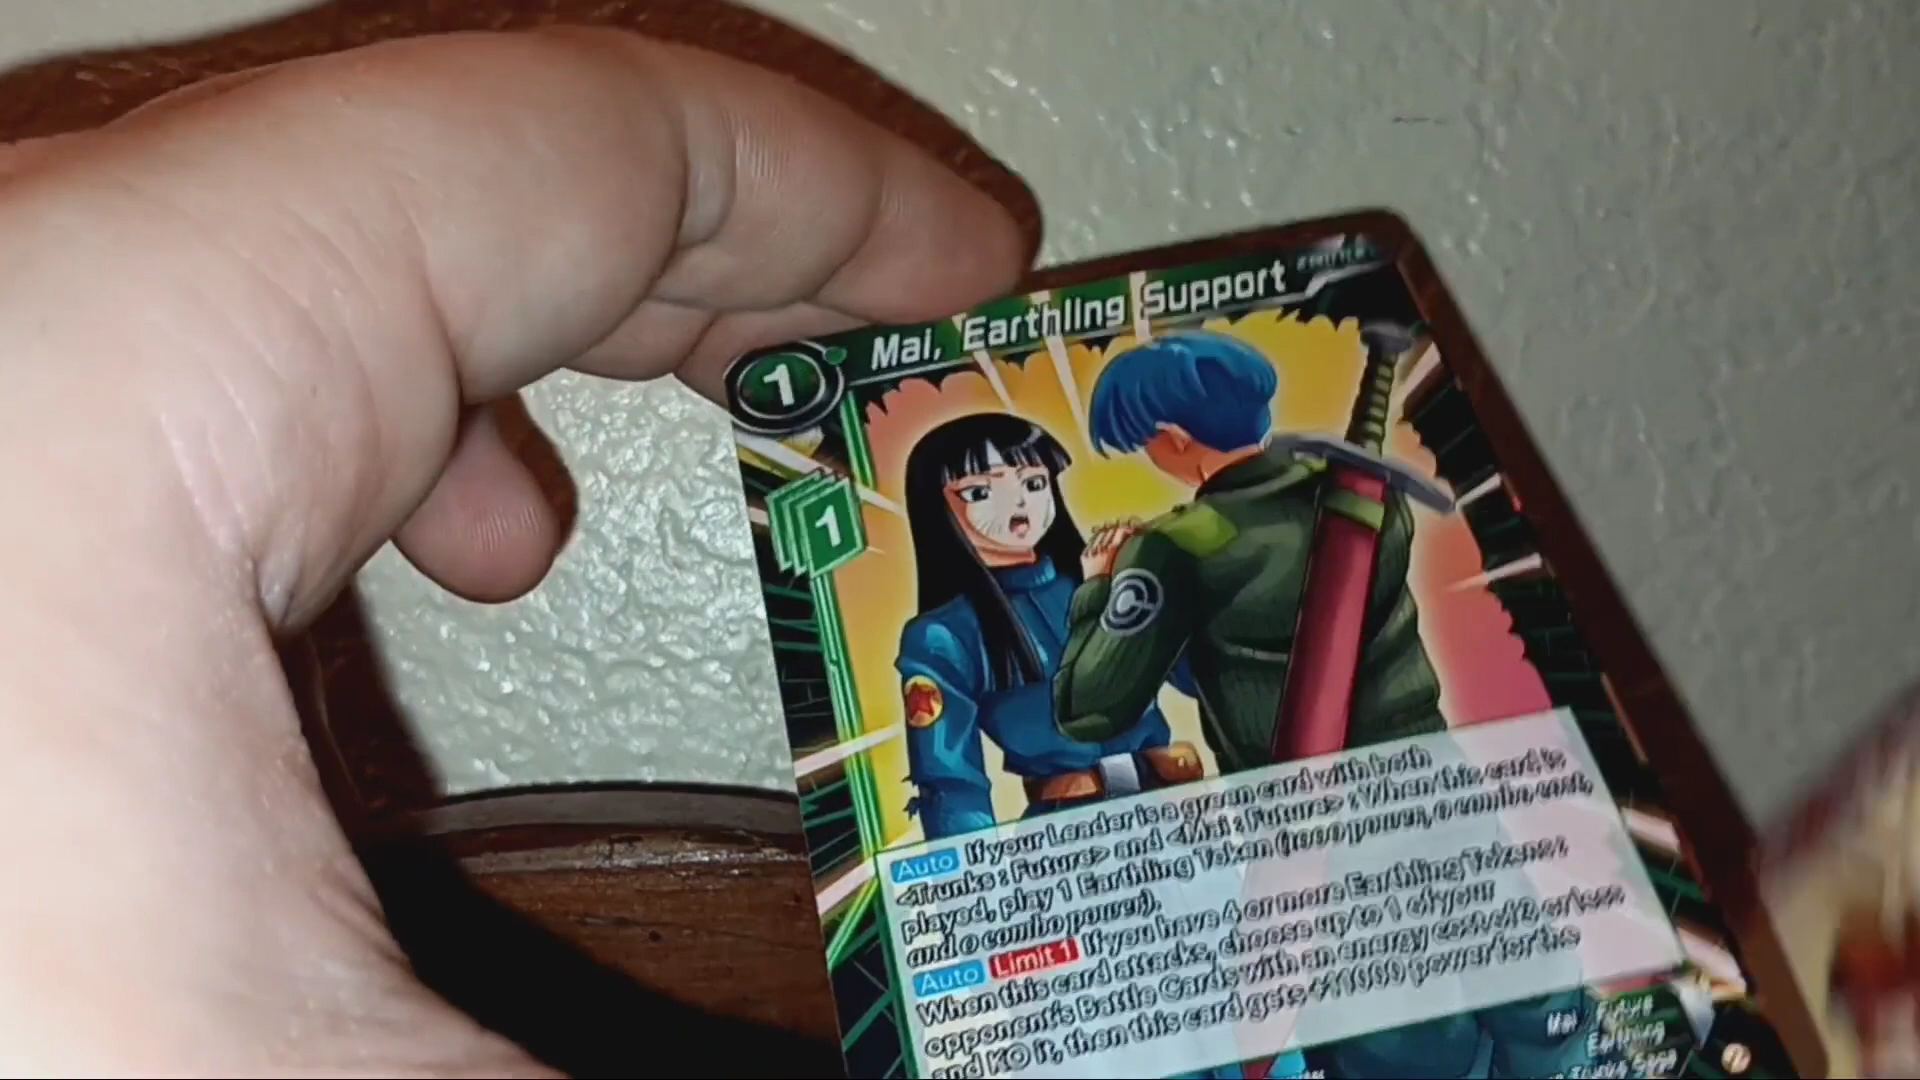 Mai, Earthling Support
1
1
Auto If your Leader is a green card with both
<Trunks : Future> and <Mai : Future> : When this card is
played, play 1 Earthling Token (1000 power, 0 combo cost,
and 0 combo power).
Auto Limit 1 If you have 4 or more Earthling Tokens :
When this card attacks, choose up to 1 of your
opponent's Battle Cards with an energy cost of 2 or less
and KO it, then this card gets +11000 power for the
Mai : Future
Earthling
Trunks Saga